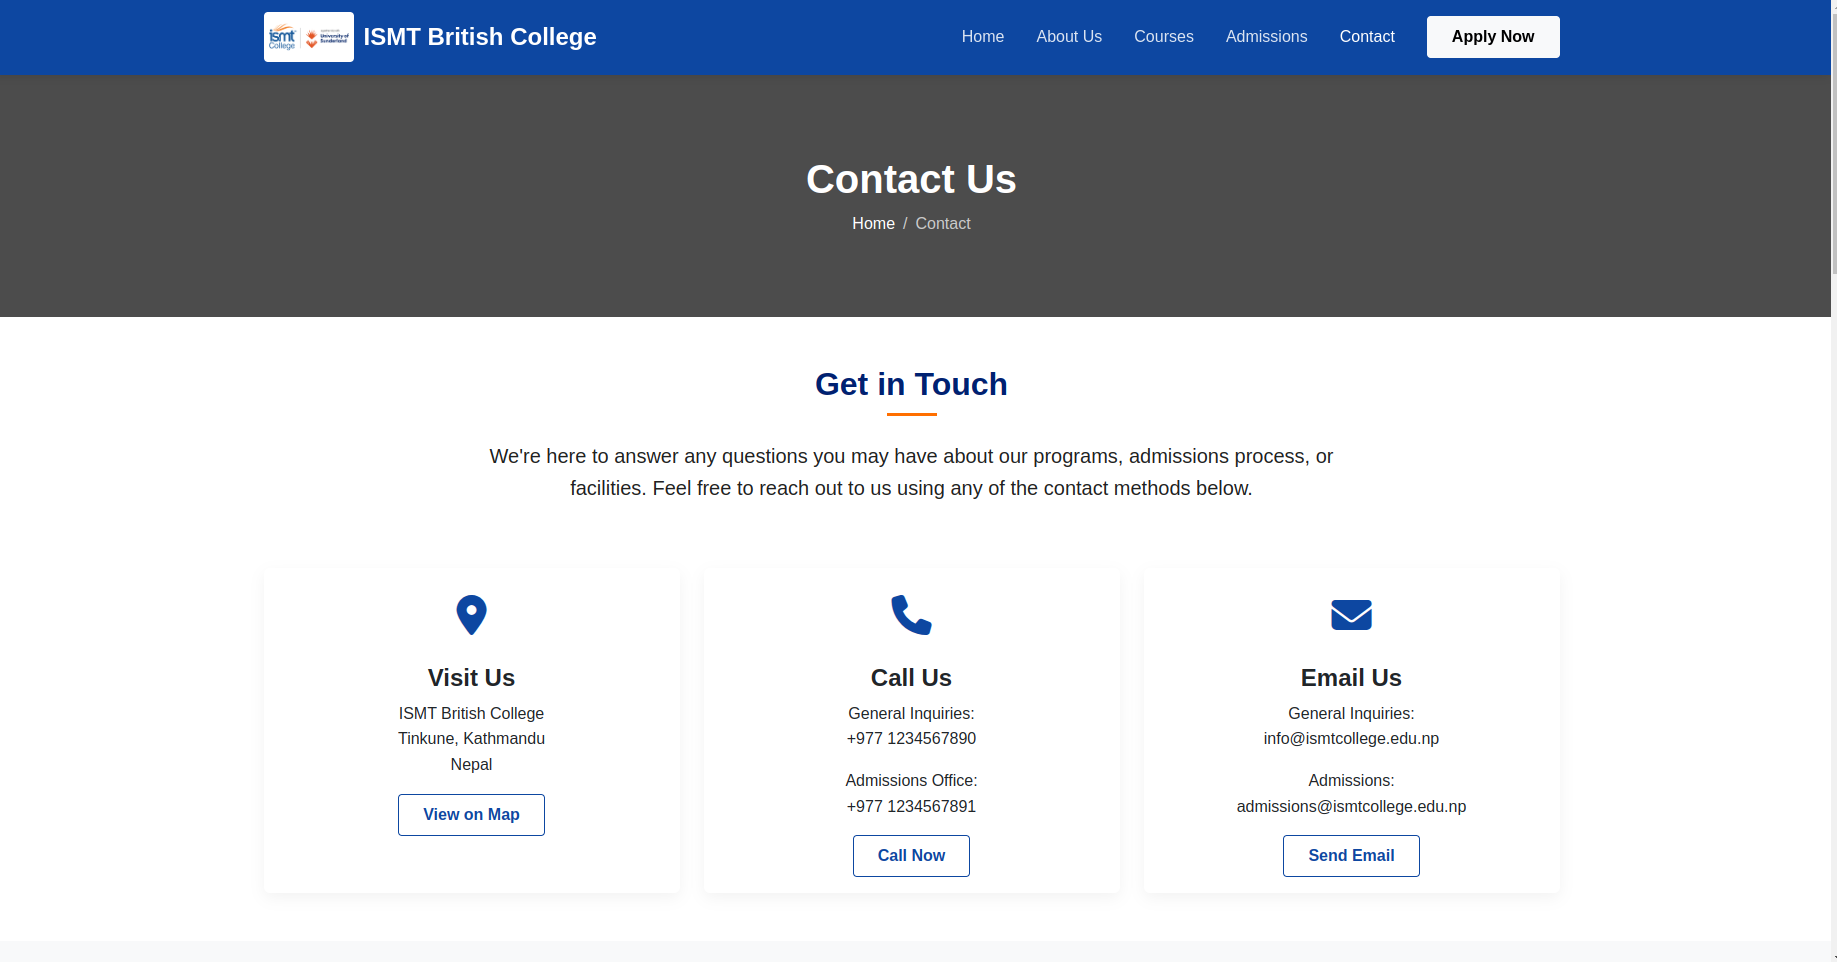 ismt
College
University of
Sunderland
ISMT British College
Home
About Us
Courses
Admissions
Contact
Apply Now
Contact Us
Home / Contact
Get in Touch
We're here to answer any questions you may have about our programs, admissions process, or
facilities. Feel free to reach out to us using any of the contact methods below.
Visit Us
ISMT British College
Tinkune, Kathmandu
Nepal
View on Map
Call Us
General Inquiries:
+977 1234567890
Admissions Office:
+977 1234567891
Call Now
Email Us
General Inquiries:
info@ismtcollege.edu.np
Admissions:
admissions@ismtcollege.edu.np
Send Email